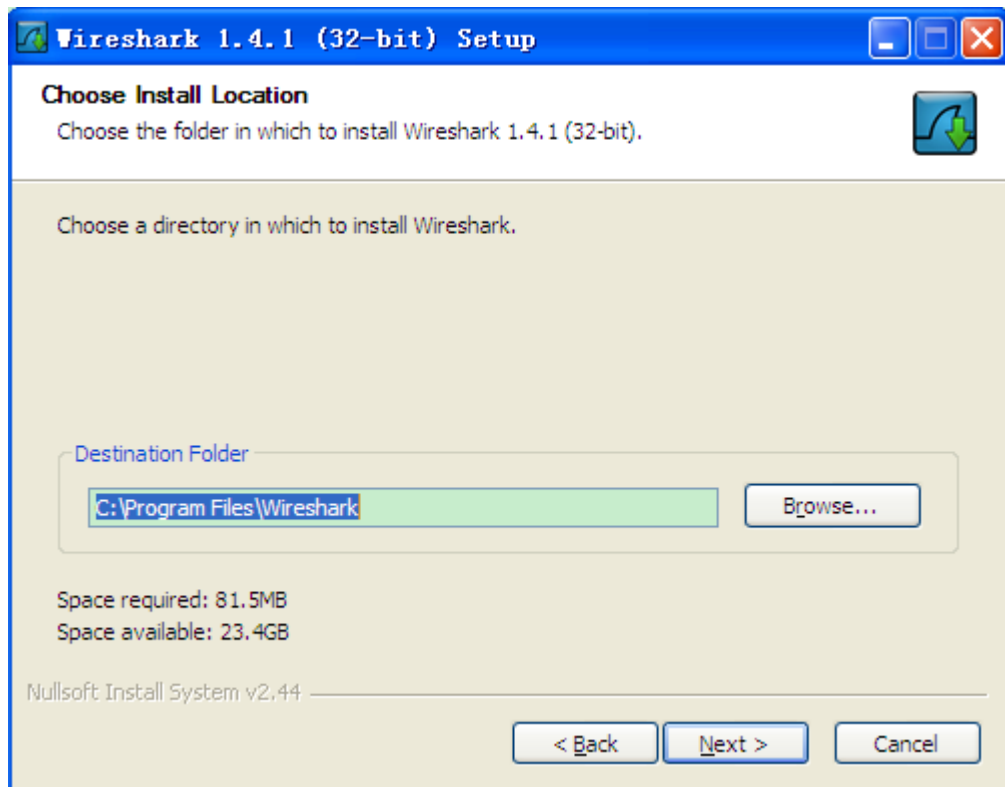 Wireshark 1.4.1 (32-bit) Setup
Choose Install Location
Choose the folder in which to install Wireshark 1.4.1 (32-bit).
Choose a directory in which to install Wireshark.
Destination Folder
C:\Program Files\Wireshark
Browse...
Space required: 81.5MB
Space available: 23.4GB
Nullsoft Install System v2.44
< Back
Next >
Cancel